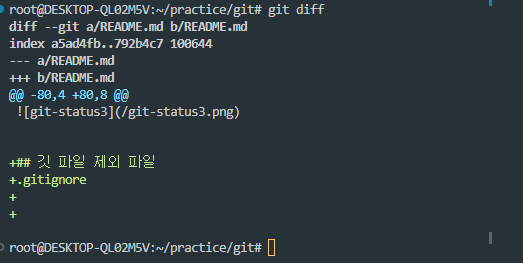 root@DESKTOP-QL02M5V:~/practice/git# git diff
diff --git a/README.md b/README.md
index a5ad4fb..792b4c7 100644
--- a/README.md
+++ b/README.md
@@ -80,4 +80,8 @@
 ![git-status3](/git-status3.png)
+## 깃 파일 제외 파일
+.gitignore
+
+
root@DESKTOP-QL02M5V:~/practice/git#